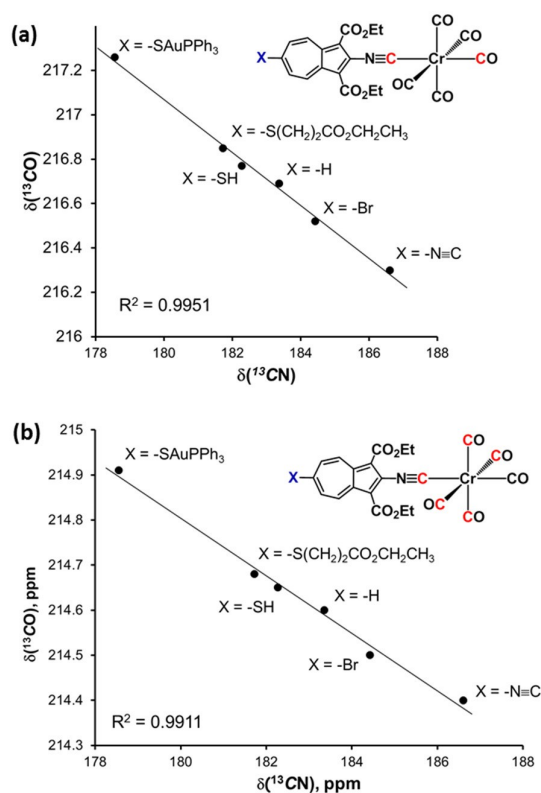 (a)
X = -SAuPPh₃
CO₂Et
X
N≡C
Cr
CO
CO
CO
CO
CO
CO₂Et
X = -S(CH₂)₂CO₂CH₂CH₃
X = -SH
X = -H
X = -Br
X = -N≡C
R² = 0.9951
217.2
217
216.8
216.6
216.4
216.2
216
178 180 182 184 186 188
δ(¹³CO)
δ(¹³CN)
(b)
X = -SAuPPh₃
CO₂Et
X
N≡C
Cr
CO
CO
CO
CO
CO
CO₂Et
X = -S(CH₂)₂CO₂CH₂CH₃
X = -SH
X = -H
X = -Br
X = -N≡C
R² = 0.9911
215
214.9
214.8
214.7
214.6
214.5
214.4
214.3
178 180 182 184 186 188
δ(¹³CO), ppm
δ(¹³CN), ppm